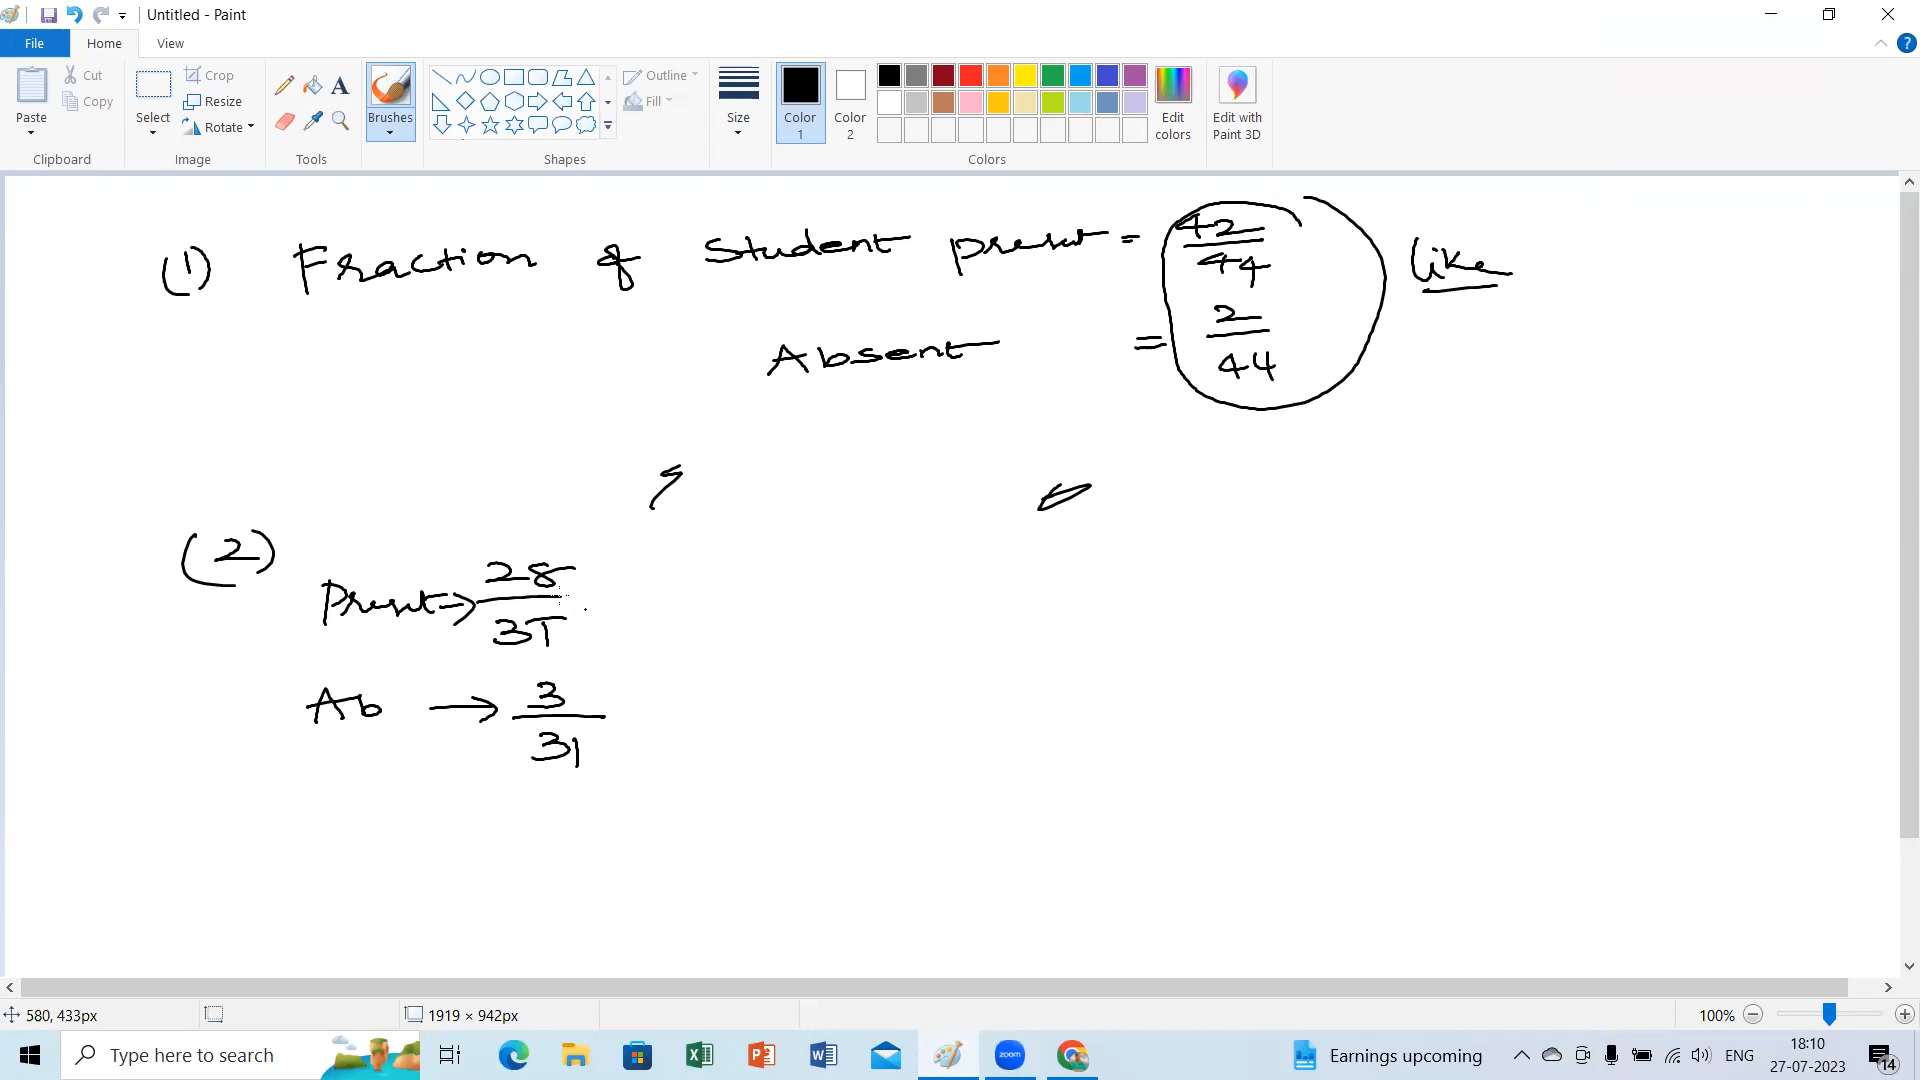 Untitled - Paint
File Home View
Paste Cut Copy Select Crop Resize Rotate Brushes Outline Fill Size Color 1 Color 2 Edit colors Edit with Paint 3D
Clipboard Image Tools Shapes Colors
(1) Fraction of Student present = 42/44 like
Absent = 2/44
(2)
Present => 28/31
Ab → 3/31
580, 433px 1919 × 942px 100%
Type here to search zoom Earnings upcoming ENG 18:10 27-07-2023 14